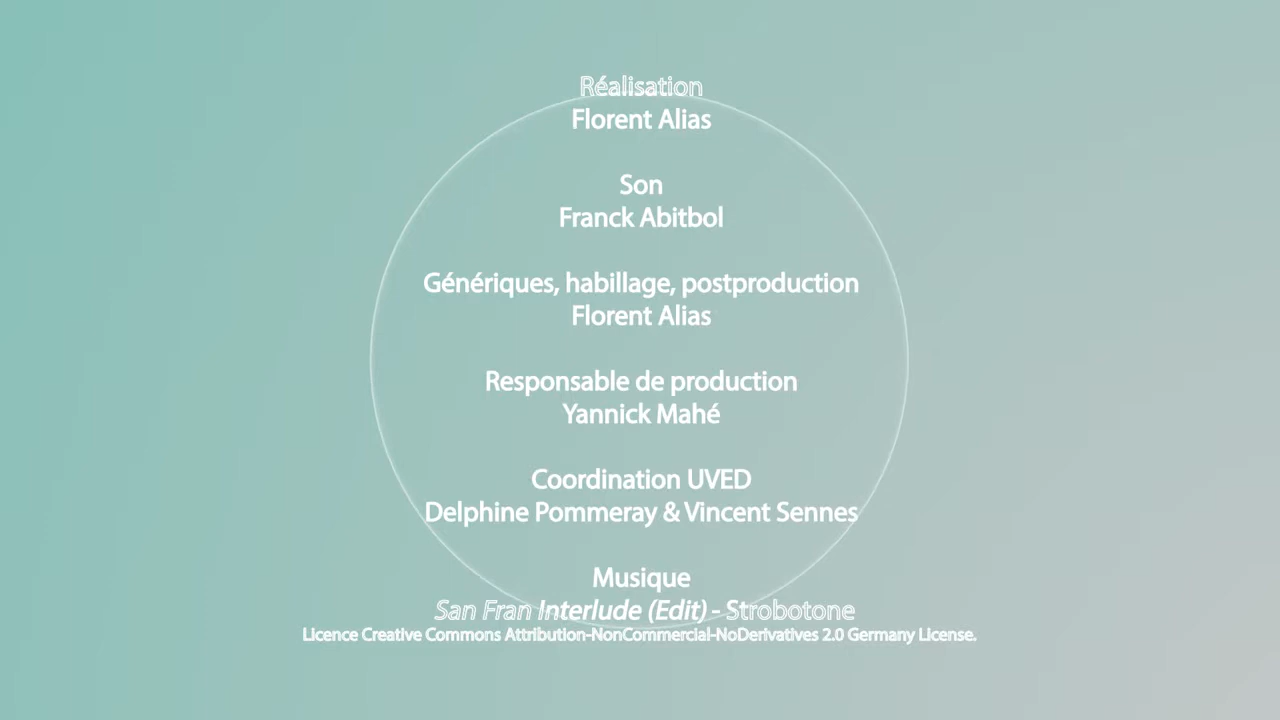 Réalisation
Florent Alias
Son
Franck Abitbol
Génériques, habillage, postproduction
Florent Alias
Responsable de production
Yannick Mahé
Coordination UVED
Delphine Pommeray & Vincent Sennes
Musique
San Fran Interlude (Edit) - Strobotone
Licence Creative Commons Attribution-NonCommercial-NoDerivatives 2.0 Germany License.